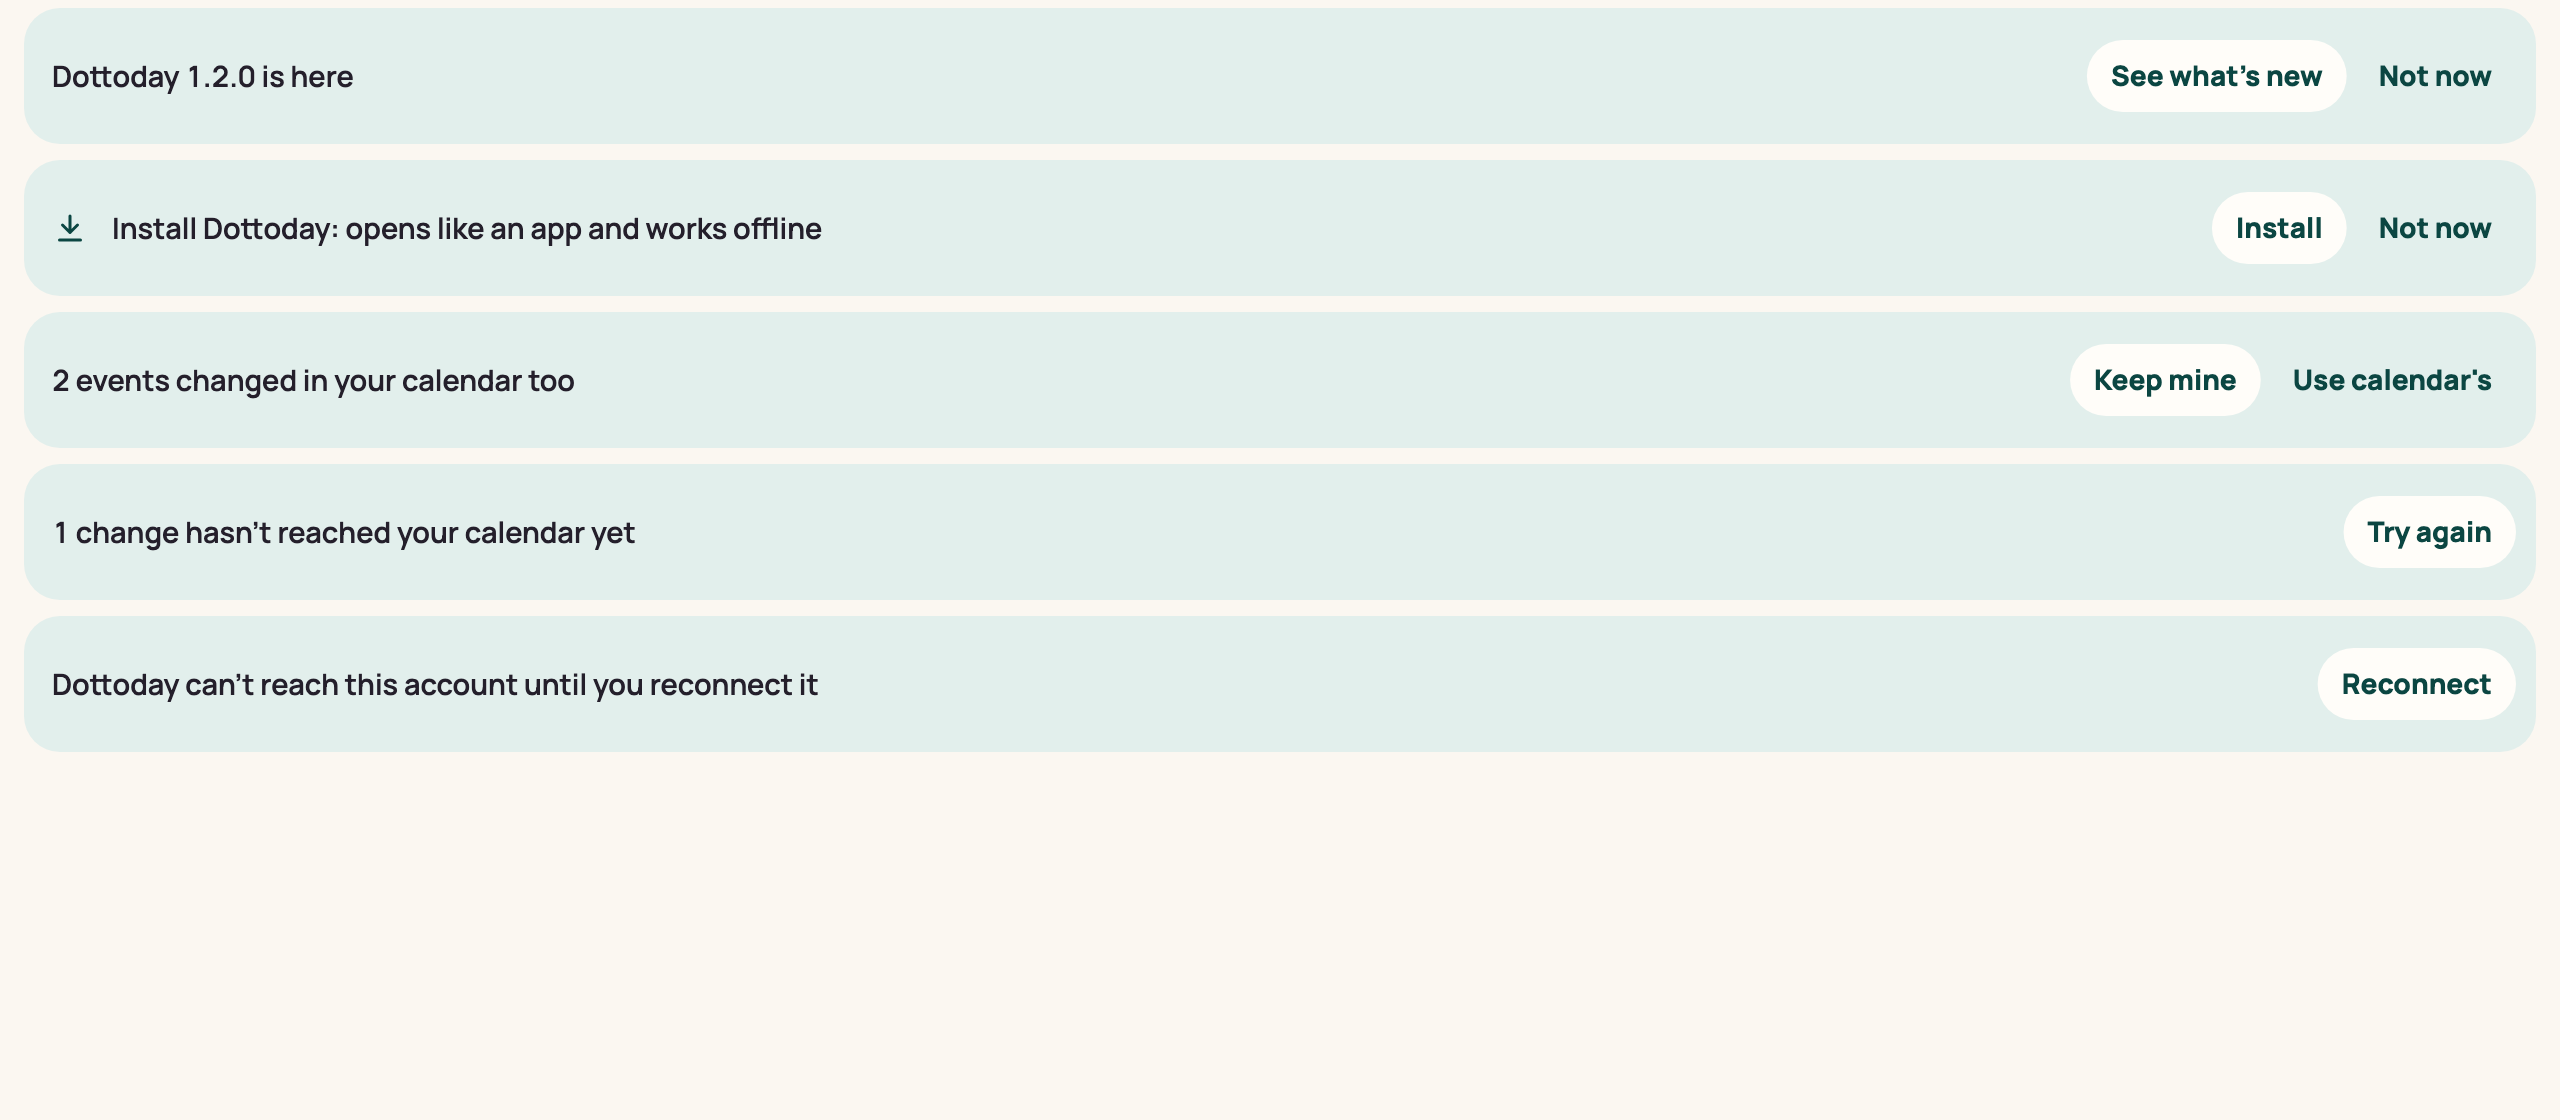 Dottoday 1.2.0 is here See what’s new Not now
Install Dottoday: opens like an app and works offline Install Not now
2 events changed in your calendar too Keep mine Use calendar's
1 change hasn’t reached your calendar yet Try again
Dottoday can’t reach this account until you reconnect it Reconnect